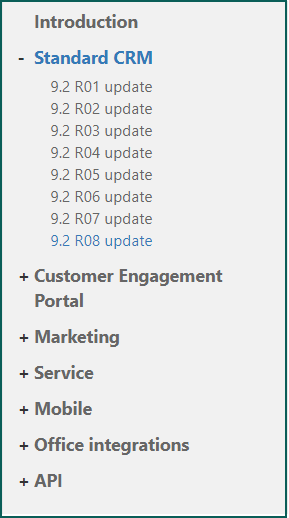 Introduction
- Standard CRM
9.2 R01 update
9.2 R02 update
9.2 R03 update
9.2 R04 update
9.2 R05 update
9.2 R06 update
9.2 R07 update
9.2 R08 update
+ Customer Engagement
Portal
+ Marketing
+ Service
+ Mobile
+ Office integrations
+ API